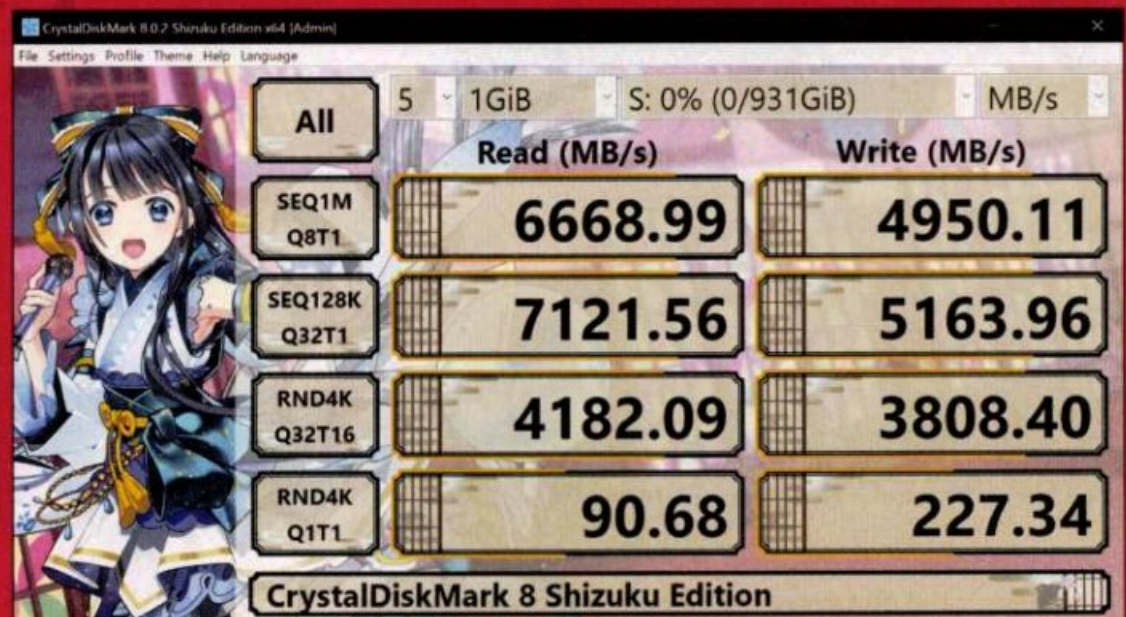 CrystalDiskMark 8.0.2 Shizuku Edition x64 [Admin]
File Settings Profile Theme Help Language
All 5 1GiB S: 0% (0/931GiB) MB/s
Read (MB/s) Write (MB/s)
SEQ1M
Q8T1
6668.99 4950.11
SEQ128K
Q32T1
7121.56 5163.96
RND4K
Q32T16
4182.09 3808.40
RND4K
Q1T1
90.68 227.34
CrystalDiskMark 8 Shizuku Edition